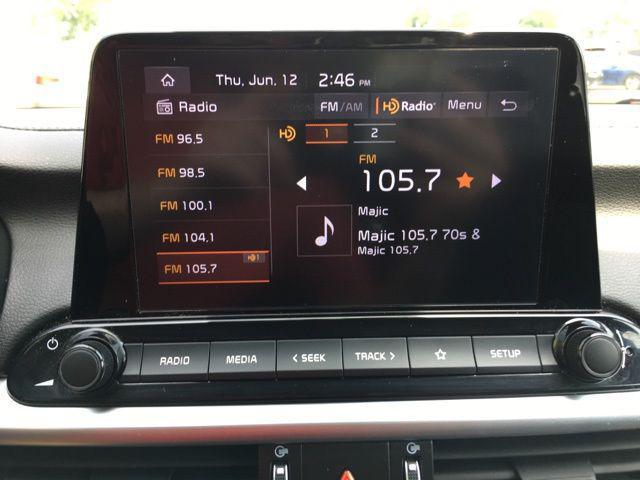 Thu, Jun. 12 2:46 PM
Radio FM/AM HD Radio Menu
FM 96.5
FM 98.5
FM 100.1
FM 104.1
FM 105.7 HD1
HD 1 2
FM
105.7
Majic
Majic 105.7 70s &
Majic 105.7
RADIO MEDIA < SEEK TRACK > SETUP